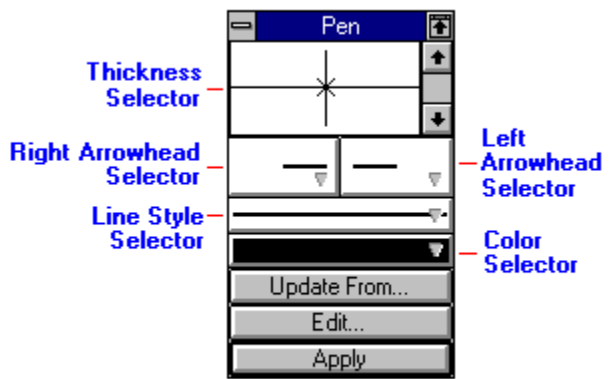 Pen
Thickness
Selector
Right Arrowhead
Selector
Left
Arrowhead
Selector
Line Style
Selector
Color
Selector
Update From...
Edit...
Apply